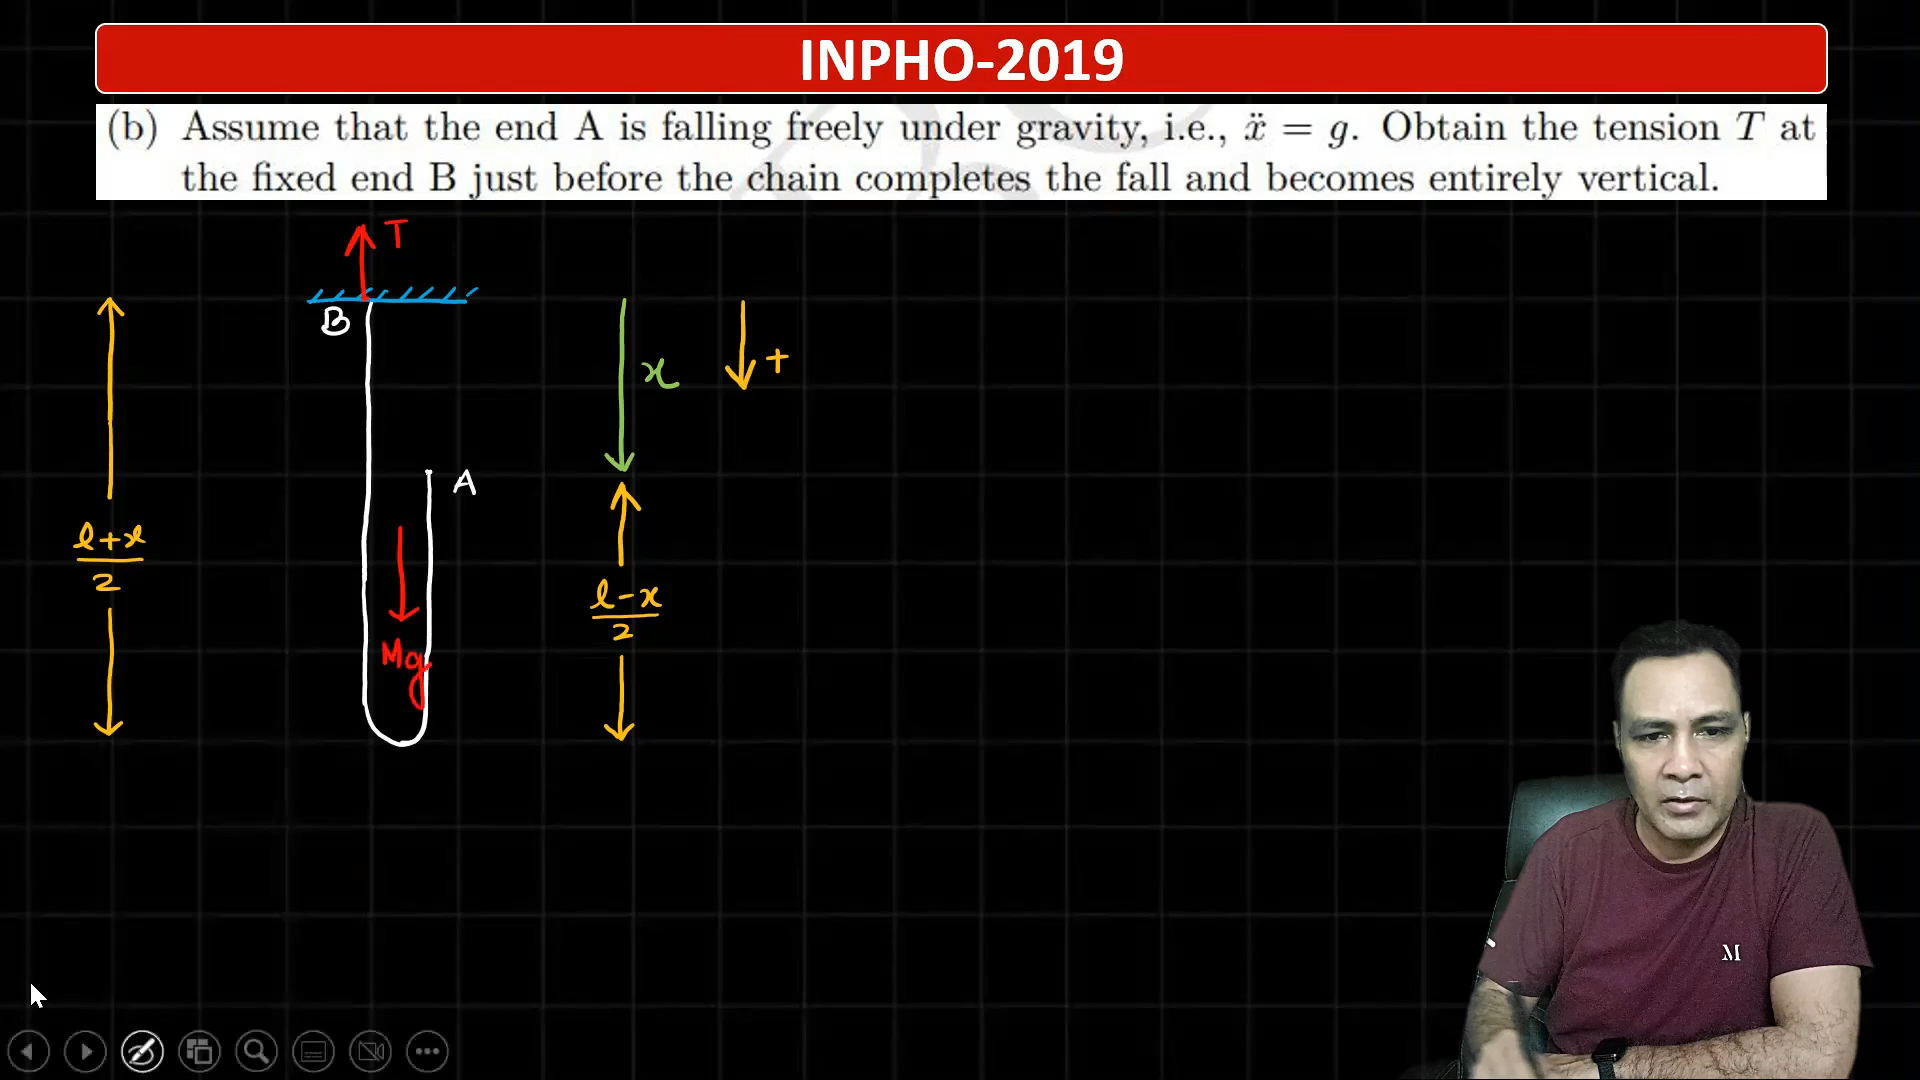 INPHO-2019
(b) Assume that the end A is falling freely under gravity, i.e., ẍ = g. Obtain the tension T at
the fixed end B just before the chain completes the fall and becomes entirely vertical.
T
B
x
+
A
l+x
2
l-x
2
Mg
M